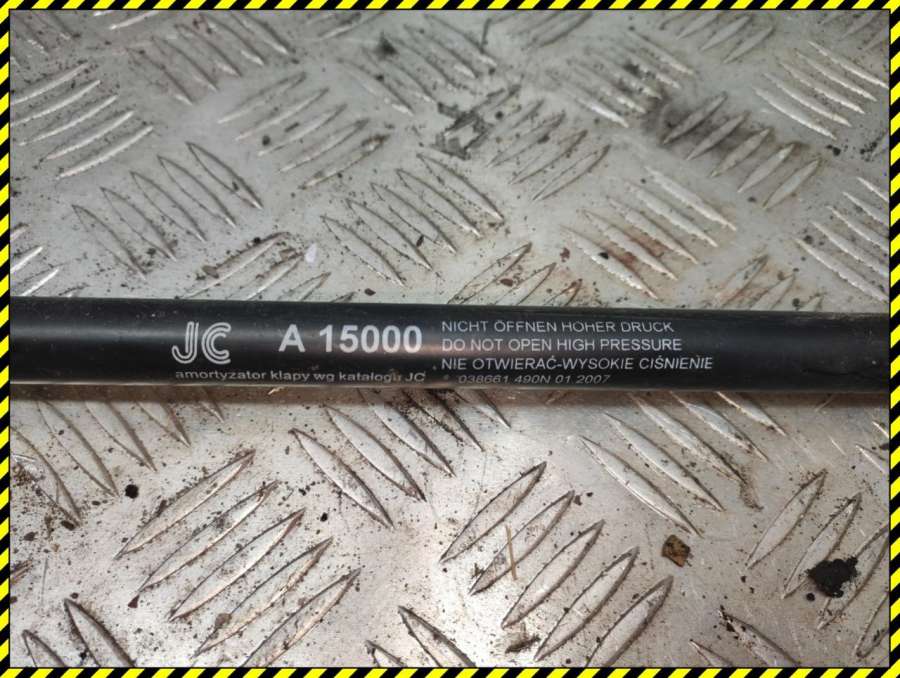 JC A 15000
amortyzator klapy wg katalogu JC
NICHT ÖFFNEN HOHER DRUCK
DO NOT OPEN HIGH PRESSURE
NIE OTWIERAĆ-WYSOKIE CIŚNIENIE
038661 490N 01 2007